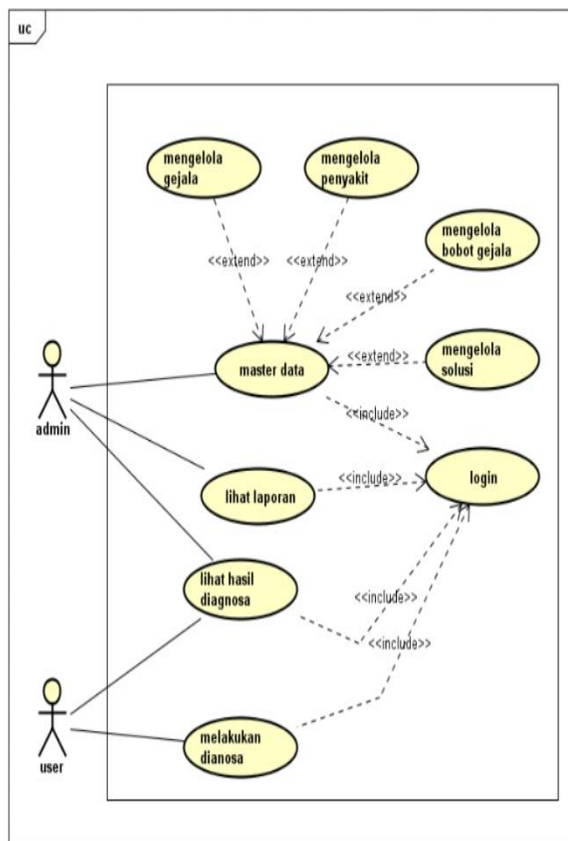 uc
mengelola
gejala
mengelola
penyakit
mengelola
bobot gejala
<<extend>>
<<extend>>
<<extend>>
master data
<<extend>>
mengelola
solusi
admin
<<include>>
lihat laporan
<<include>>
login
lihat hasil
diagnosa
<<include>>
<<include>>
user
melakukan
dianosa